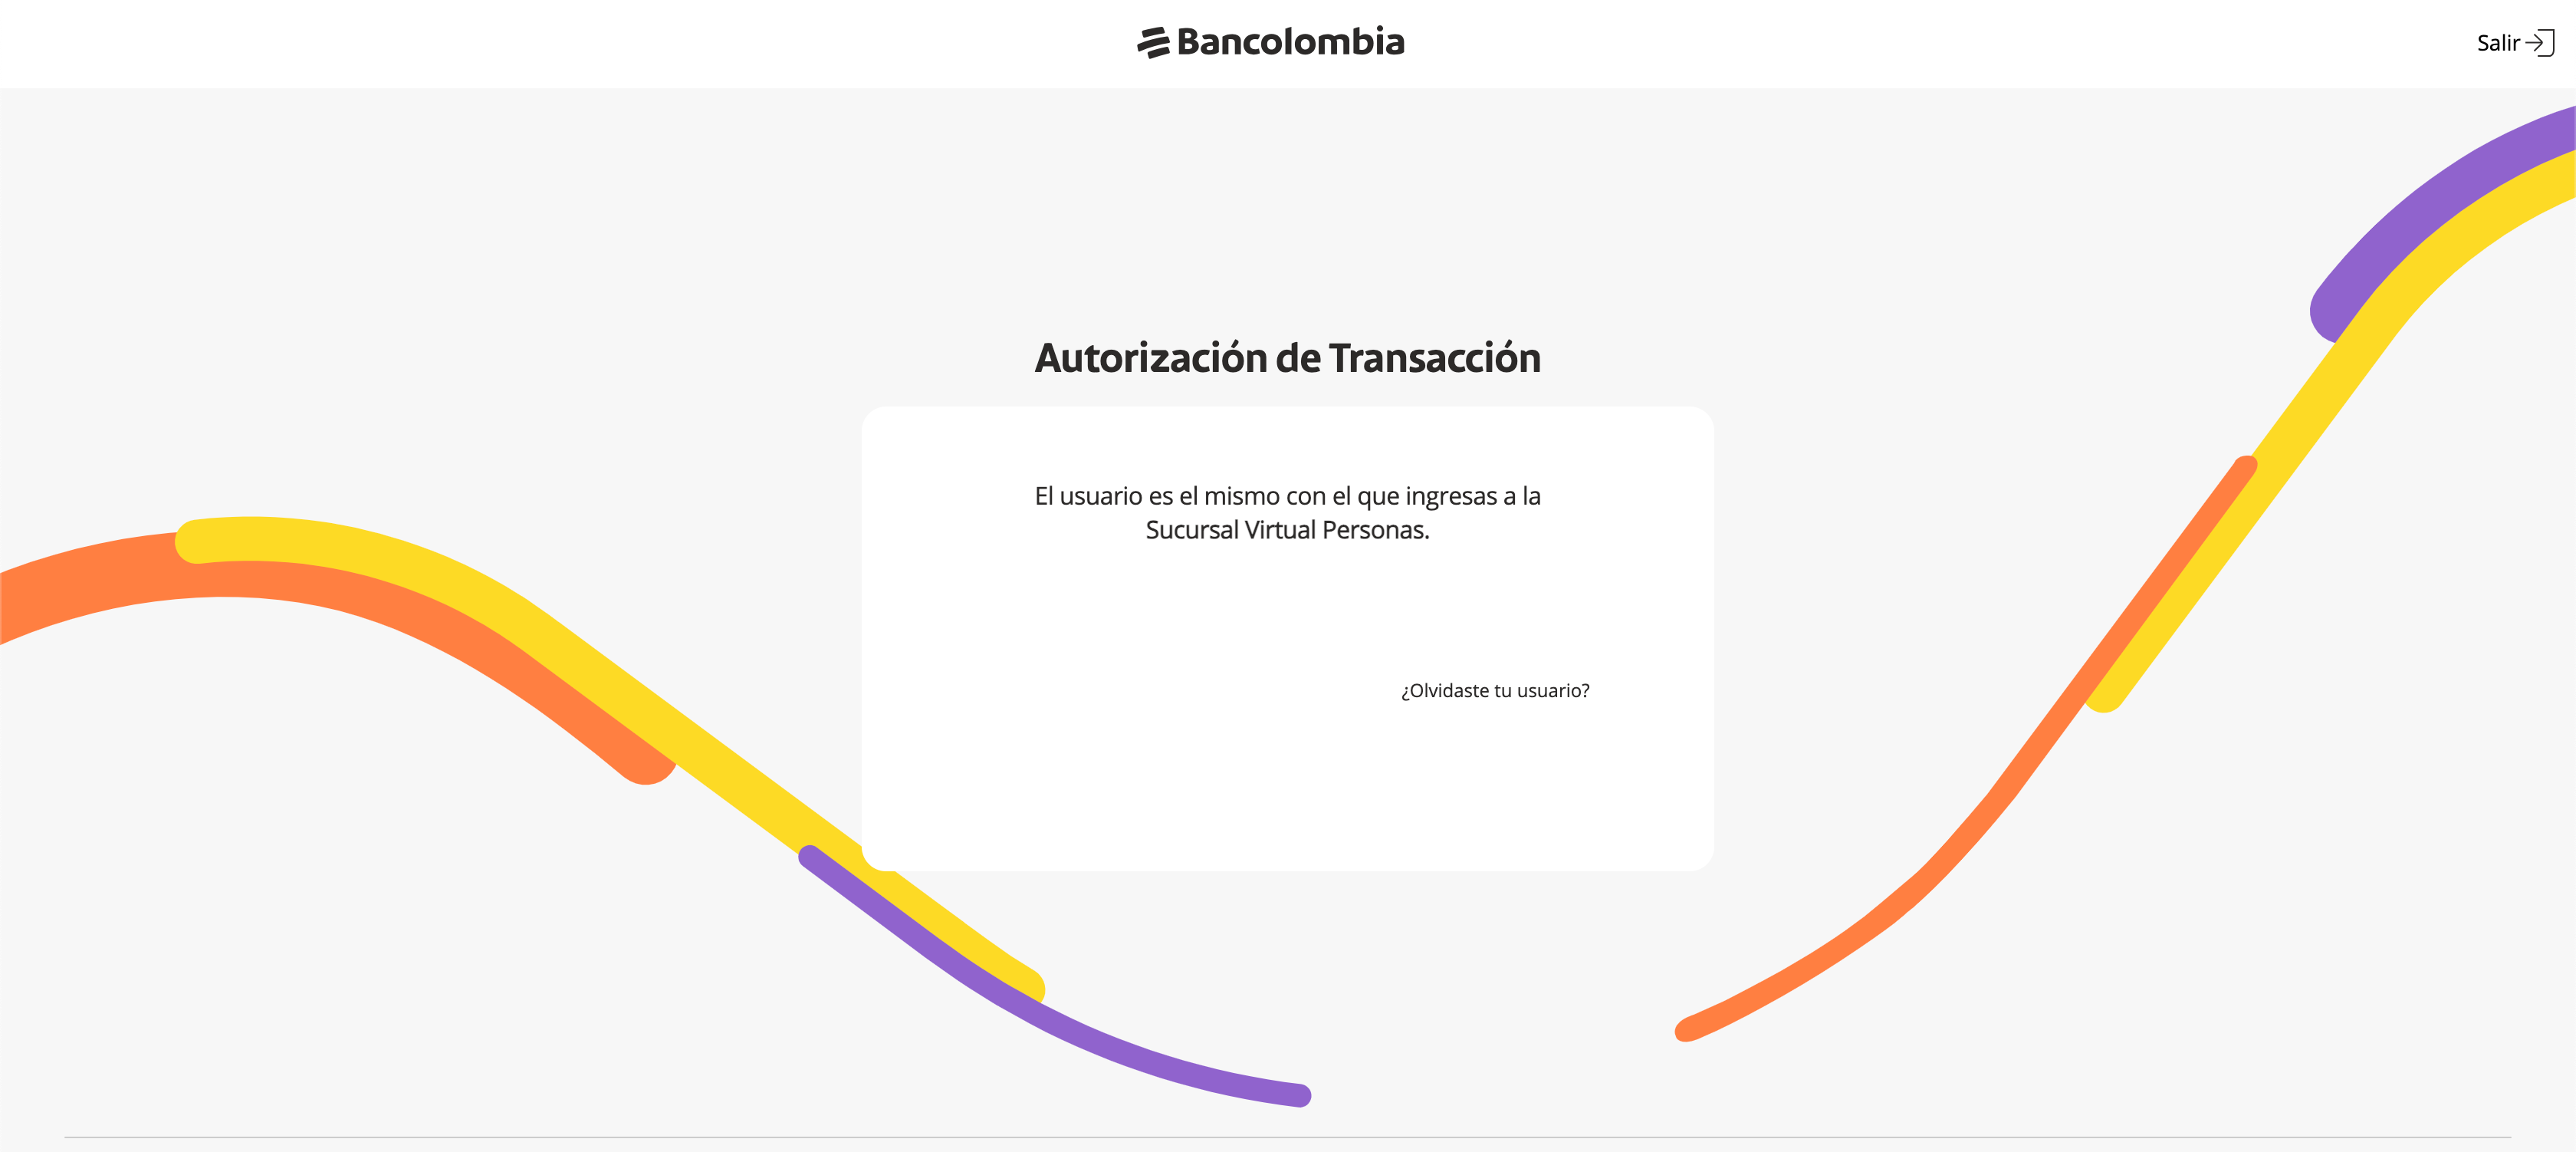 Bancolombia
Salir
Autorización de Transacción
El usuario es el mismo con el que ingresas a la
Sucursal Virtual Personas.
¿Olvidaste tu usuario?